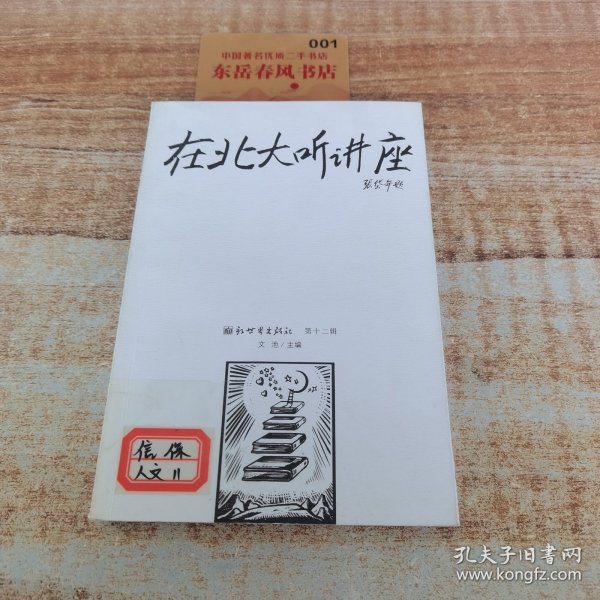 001
中国著名优质二手书店
东岳春风书店
在北大听讲座
张岱年题
新世界出版社 第十二辑
文池/主编
信保
人文11
孔夫子旧书网
www.kongfz.com